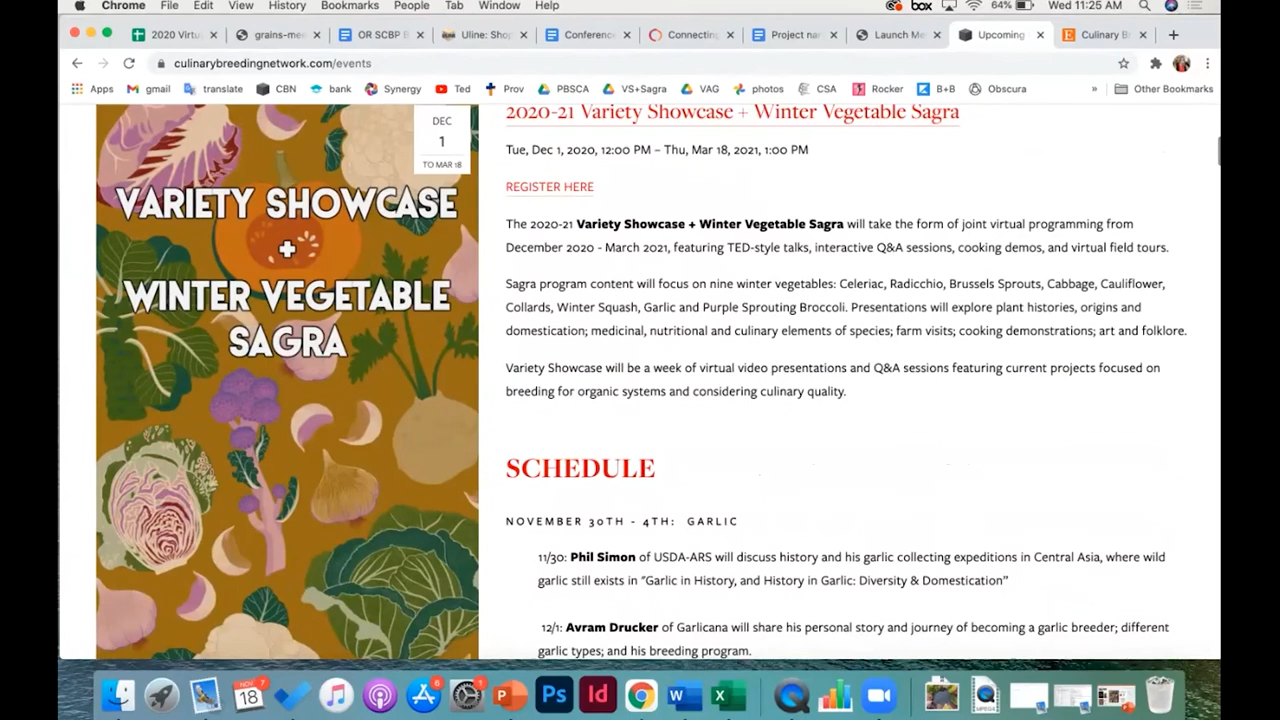 Chrome File Edit View History Bookmarks People Tab Window Help box 64% Wed 11:25 AM
2020 Virtu grains-mee OR SCBP B Uline: Shop Conference Connecting Project nar Launch Me Upcoming Culinary Br
culinarybreedingnetwork.com/events
Apps gmail translate CBN bank Synergy Ted Prov PBSCA VS+Sagra VAG photos CSA Rocker B+B Obscura » Other Bookmarks
DEC
1
TO MAR 18
VARIETY SHOWCASE
+
WINTER VEGETABLE
SAGRA
2020-21 Variety Showcase + Winter Vegetable Sagra
Tue, Dec 1, 2020, 12:00 PM – Thu, Mar 18, 2021, 1:00 PM
REGISTER HERE
The 2020-21 Variety Showcase + Winter Vegetable Sagra will take the form of joint virtual programming from
December 2020 - March 2021, featuring TED-style talks, interactive Q&A sessions, cooking demos, and virtual field tours.
Sagra program content will focus on nine winter vegetables: Celeriac, Radicchio, Brussels Sprouts, Cabbage, Cauliflower,
Collards, Winter Squash, Garlic and Purple Sprouting Broccoli. Presentations will explore plant histories, origins and
domestication; medicinal, nutritional and culinary elements of species; farm visits; cooking demonstrations; art and folklore.
Variety Showcase will be a week of virtual video presentations and Q&A sessions featuring current projects focused on
breeding for organic systems and considering culinary quality.
SCHEDULE
NOVEMBER 30TH - 4TH: GARLIC
11/30: Phil Simon of USDA-ARS will discuss history and his garlic collecting expeditions in Central Asia, where wild
garlic still exists in "Garlic in History, and History in Garlic: Diversity & Domestication"
12/1: Avram Drucker of Garlicana will share his personal story and journey of becoming a garlic breeder; different
garlic types; and his breeding program.
NOV 7
18
6
1
P Ps Id W X
MPEG4